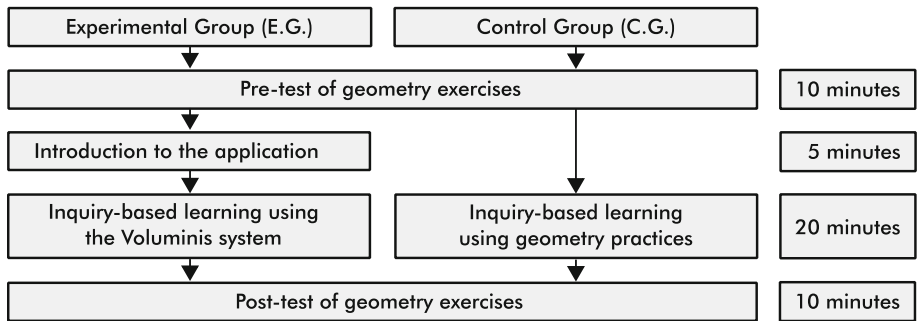 Experimental Group (E.G.)
Control Group (C.G.)
Pre-test of geometry exercises
10 minutes
Introduction to the application
5 minutes
Inquiry-based learning using
the Voluminis system
Inquiry-based learning
using geometry practices
20 minutes
Post-test of geometry exercises
10 minutes